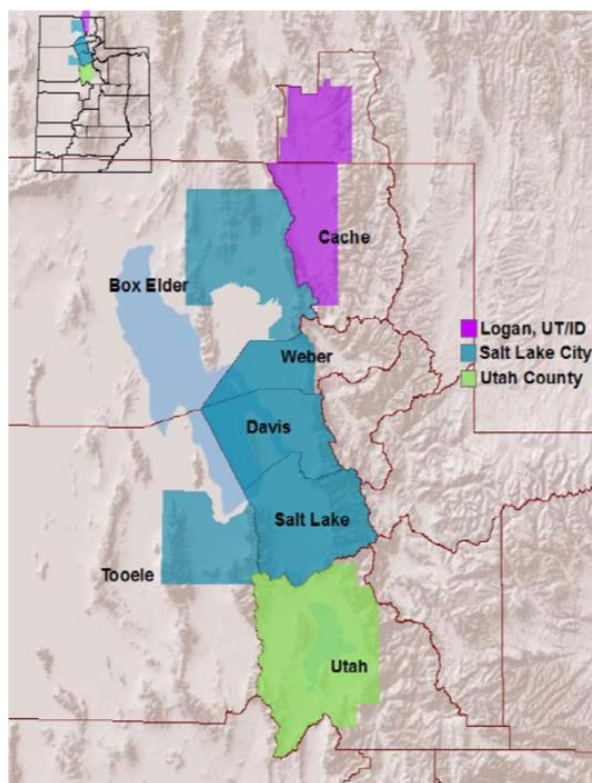 Cache
Box Elder
Logan, UT/ID
Salt Lake City
Utah County
Weber
Davis
Salt Lake
Tooele
Utah